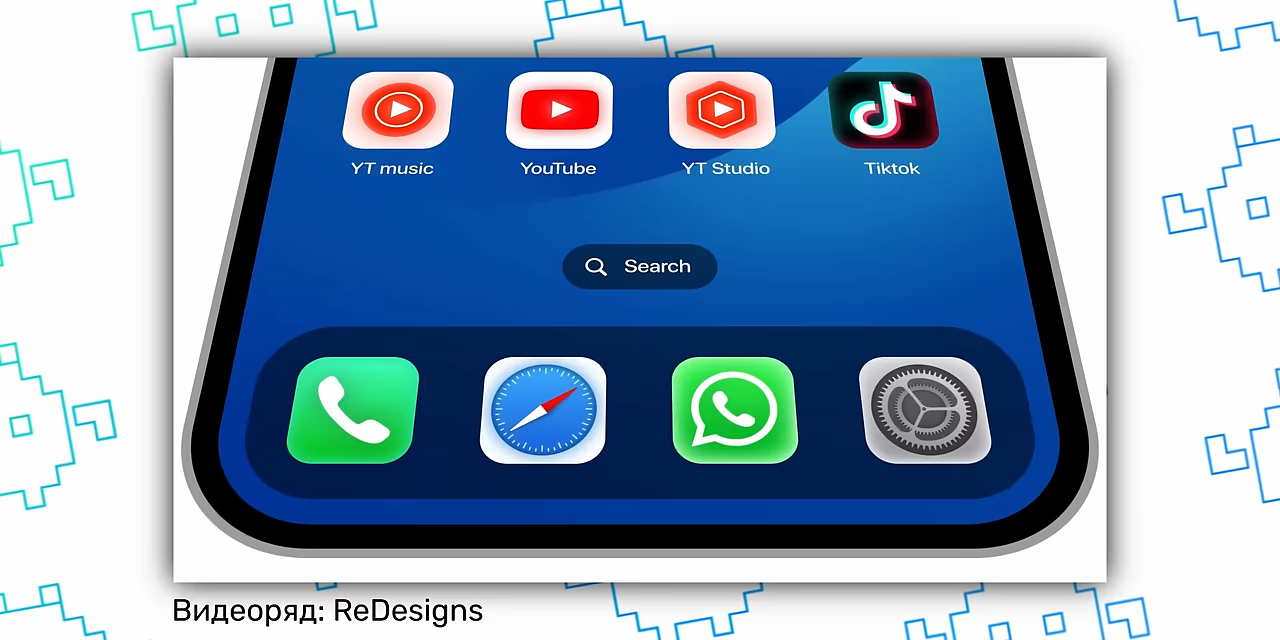 YT music
YouTube
YT Studio
Tiktok
Search
Видеоряд: ReDesigns